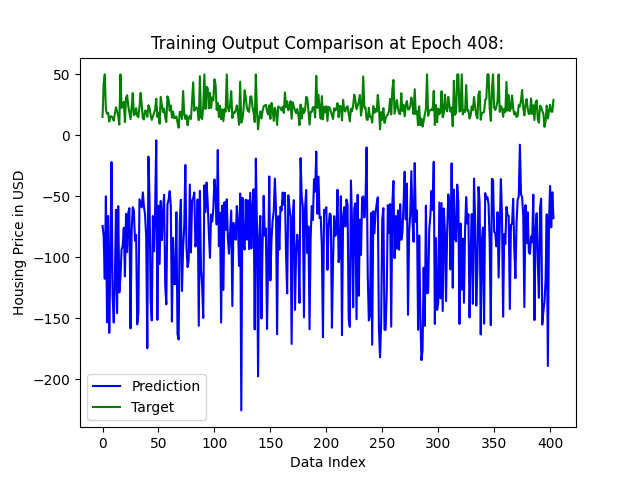 Training Output Comparison at Epoch 408:
Housing Price in USD
50
0
−50
−100
−150
−200
Prediction
Target
0 50 100 150 200 250 300 350 400
Data Index